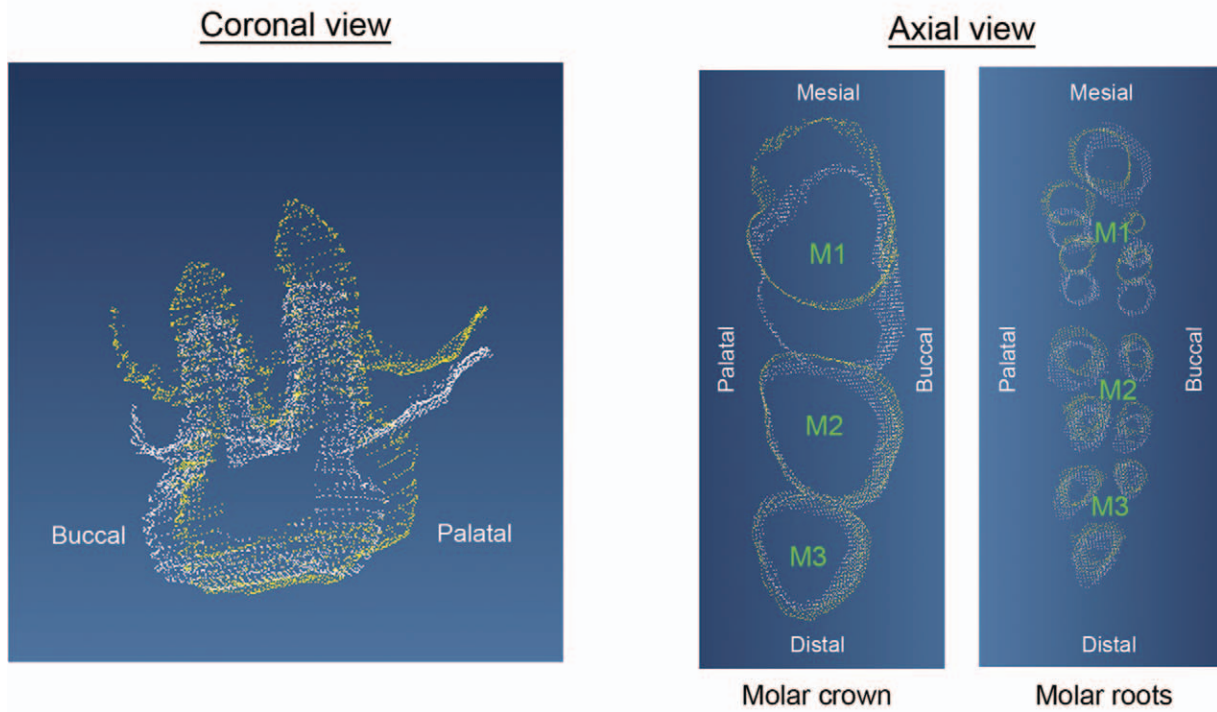 Coronal view
Buccal
Palatal
Axial view
Mesial
M1
Palatal
Buccal
M2
M3
Distal
Molar crown
Mesial
M1
Palatal
Buccal
M2
M3
Distal
Molar roots